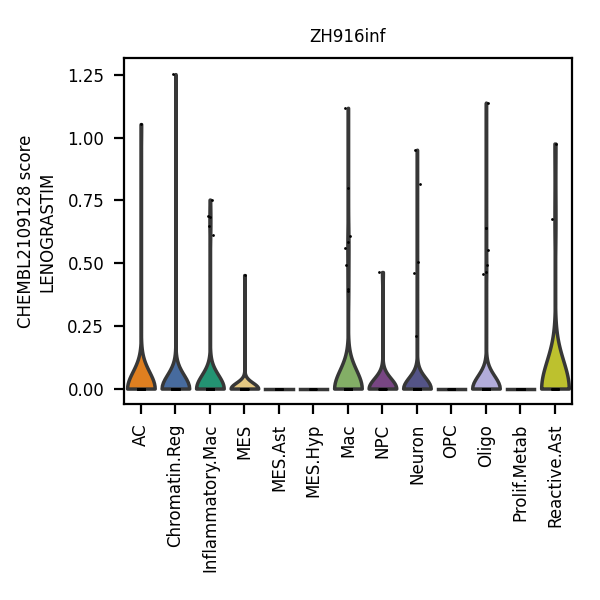 ZH916inf
CHEMBL2109128 score
LENOGRASTIM
1.25
1.00
0.75
0.50
0.25
0.00
AC
Chromatin.Reg
Inflammatory.Mac
MES
MES.Ast
MES.Hyp
Mac
NPC
Neuron
OPC
Oligo
Prolif.Metab
Reactive.Ast